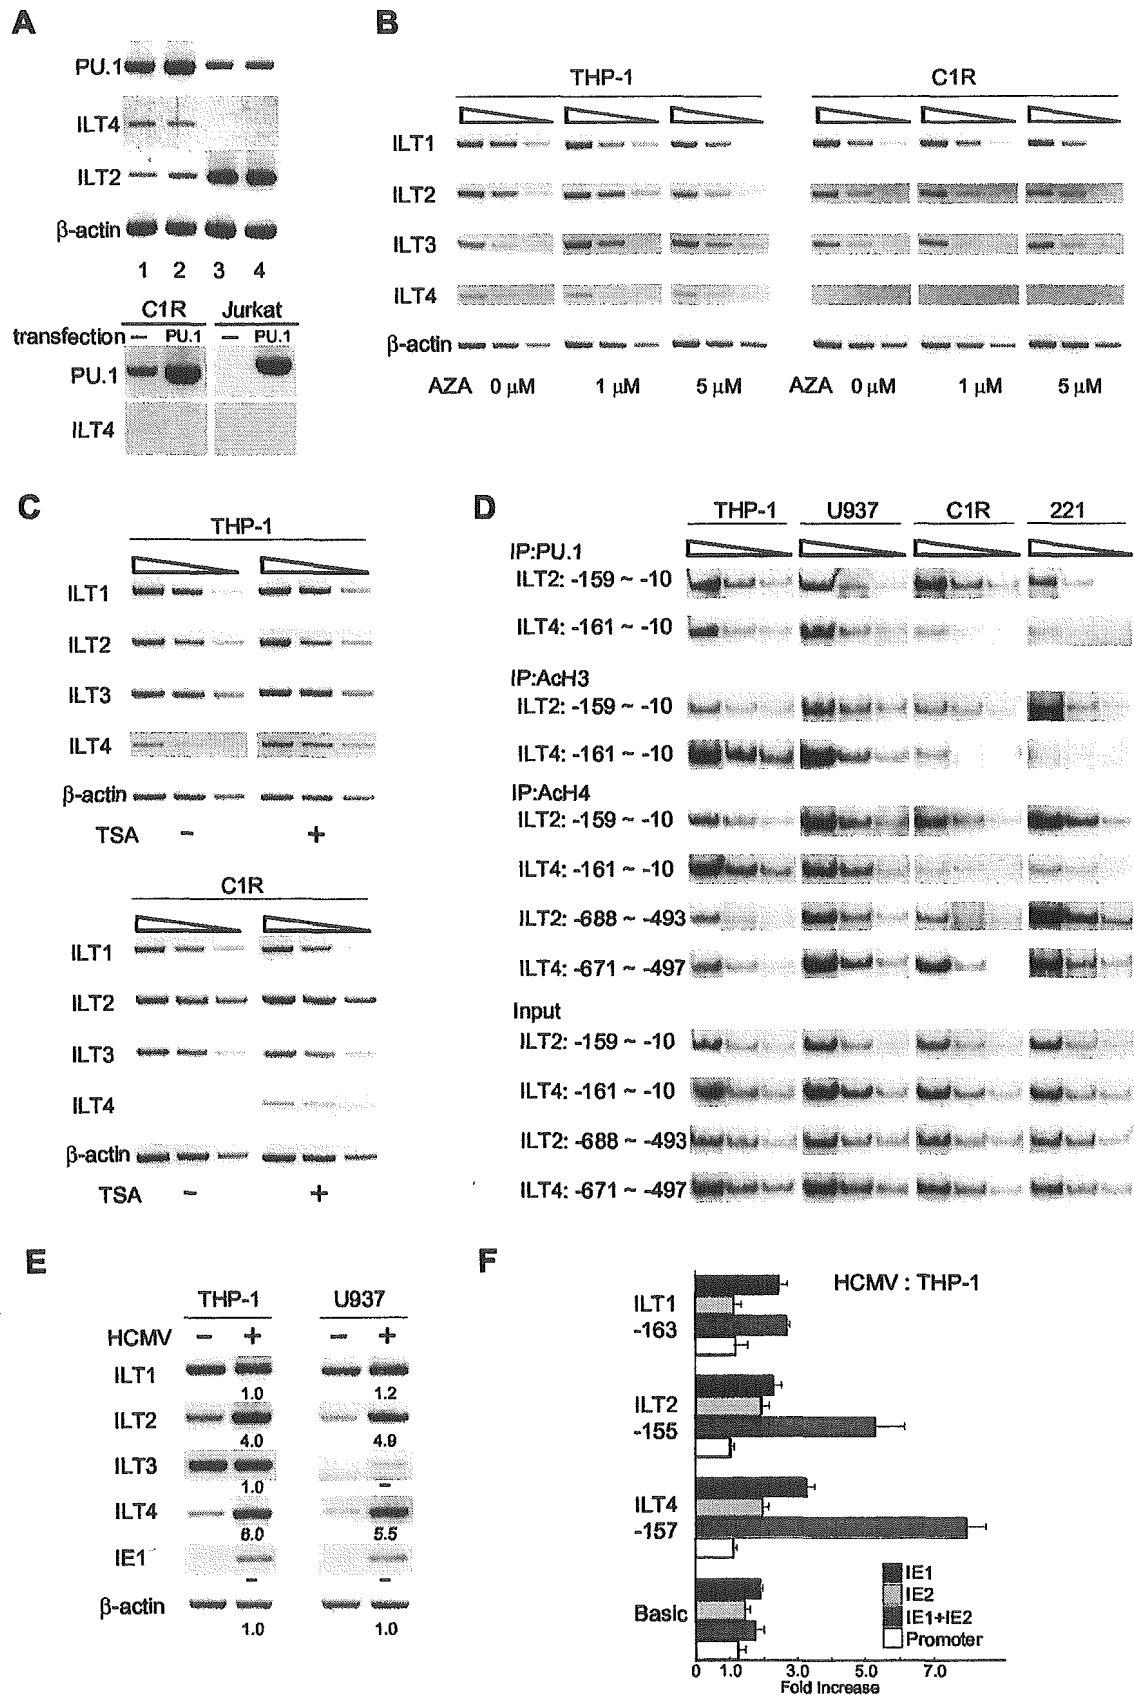 A
PU.1
ILT4
ILT2
β-actin
1 2 3 4
C1R Jurkat
transfection – PU.1 – PU.1
PU.1
ILT4
B
THP-1 C1R
ILT1
ILT2
ILT3
ILT4
β-actin
AZA 0 μM 1 μM 5 μM AZA 0 μM 1 μM 5 μM
C
THP-1
ILT1
ILT2
ILT3
ILT4
β-actin
TSA – +
C1R
ILT1
ILT2
ILT3
ILT4
β-actin
TSA – +
D
THP-1 U937 C1R 221
IP:PU.1
ILT2: -159 ~ -10
ILT4: -161 ~ -10
IP:AcH3
ILT2: -159 ~ -10
ILT4: -161 ~ -10
IP:AcH4
ILT2: -159 ~ -10
ILT4: -161 ~ -10
ILT2: -688 ~ -493
ILT4: -671 ~ -497
Input
ILT2: -159 ~ -10
ILT4: -161 ~ -10
ILT2: -688 ~ -493
ILT4: -671 ~ -497
E
THP-1 U937
HCMV – + – +
ILT1
1.0 1.2
ILT2
4.0 4.9
ILT3
1.0 –
ILT4
6.0 5.5
IE1
– –
β-actin
1.0 1.0
F
HCMV : THP-1
ILT1
-163
ILT2
-155
ILT4
-157
Basic
IE1
IE2
IE1+IE2
Promoter
0 1.0 3.0 5.0 7.0
Fold Increase